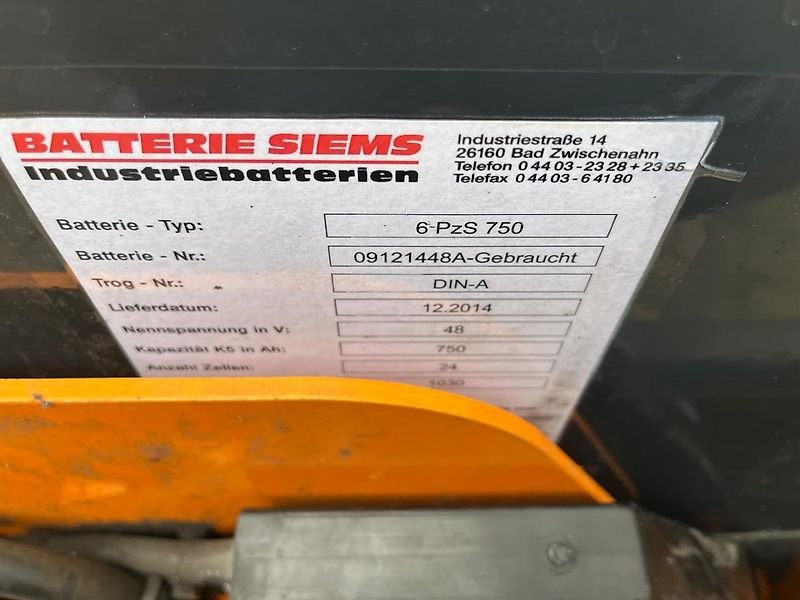 BATTERIE SIEMS
Industriebatterien
Industriestraße 14
26160 Bad Zwischenahn
Telefon 0 44 03 - 23 28 + 23 35
Telefax 0 44 03 - 6 41 80
Batterie - Typ: 6-PzS 750
Batterie - Nr.: 09121448A-Gebraucht
Trog - Nr.: DIN-A
Lieferdatum: 12.2014
Nennspannung in V: 48
Kapazität K5 in Ah: 750
Anzahl Zellen: 24
1030